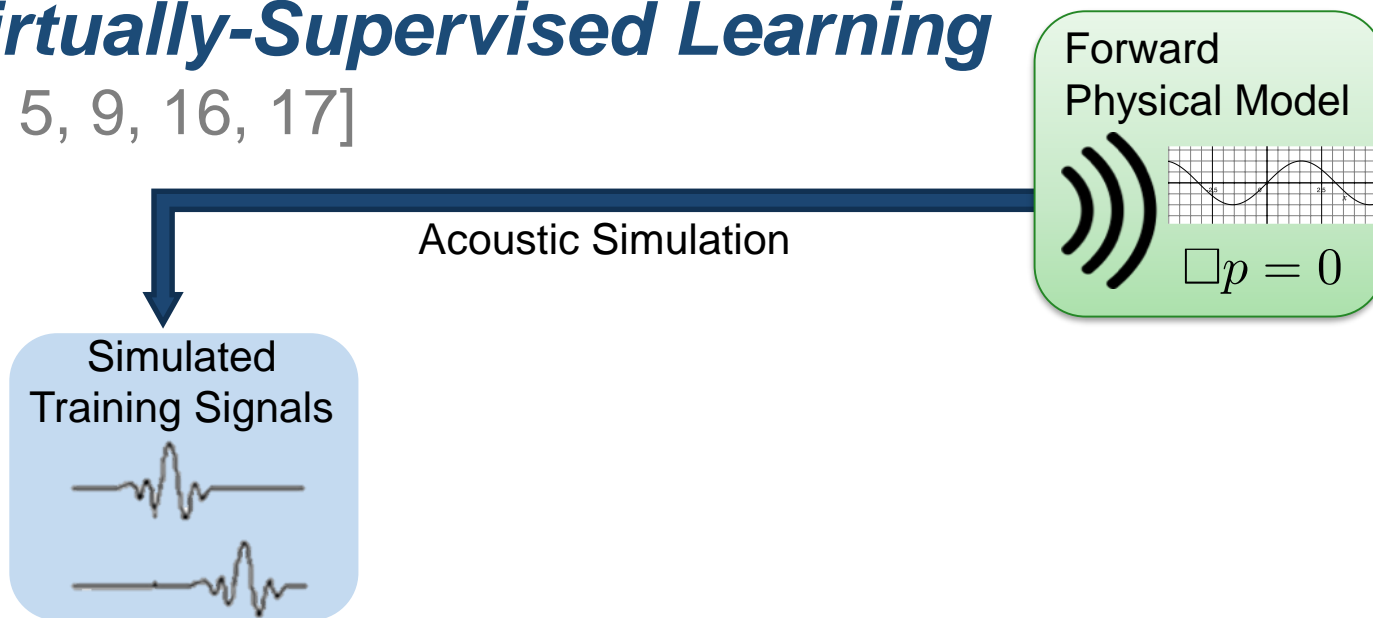 irtually-Supervised Learning
5, 9, 16, 17]
Forward
Physical Model
□p = 0
Acoustic Simulation
Simulated
Training Signals